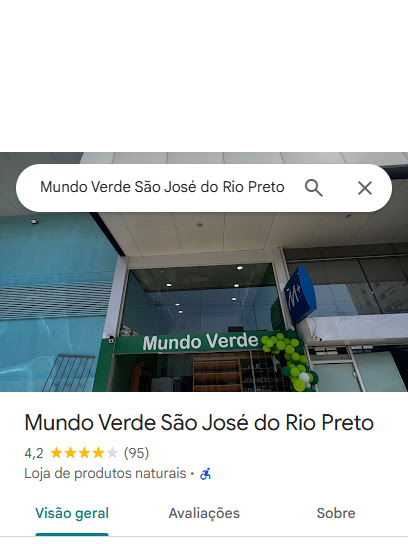 Mundo Verde São José do Rio Preto
M+
Mundo Verde
Mundo Verde São José do Rio Preto
4,2 (95)
Loja de produtos naturais ·
Visão geral Avaliações Sobre